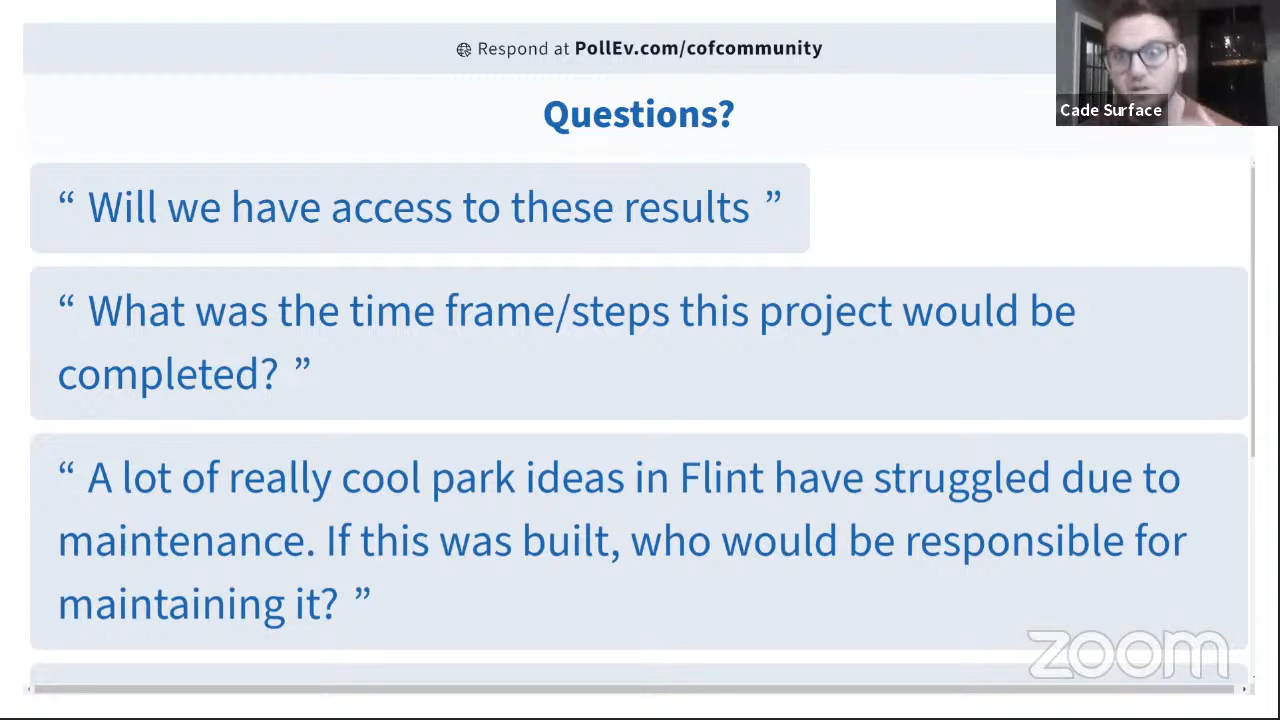 Respond at PollEv.com/cofcommunity
Cade Surface
Questions?
“ Will we have access to these results ”
“ What was the time frame/steps this project would be
completed? ”
“ A lot of really cool park ideas in Flint have struggled due to
maintenance. If this was built, who would be responsible for
maintaining it? ”
zoom